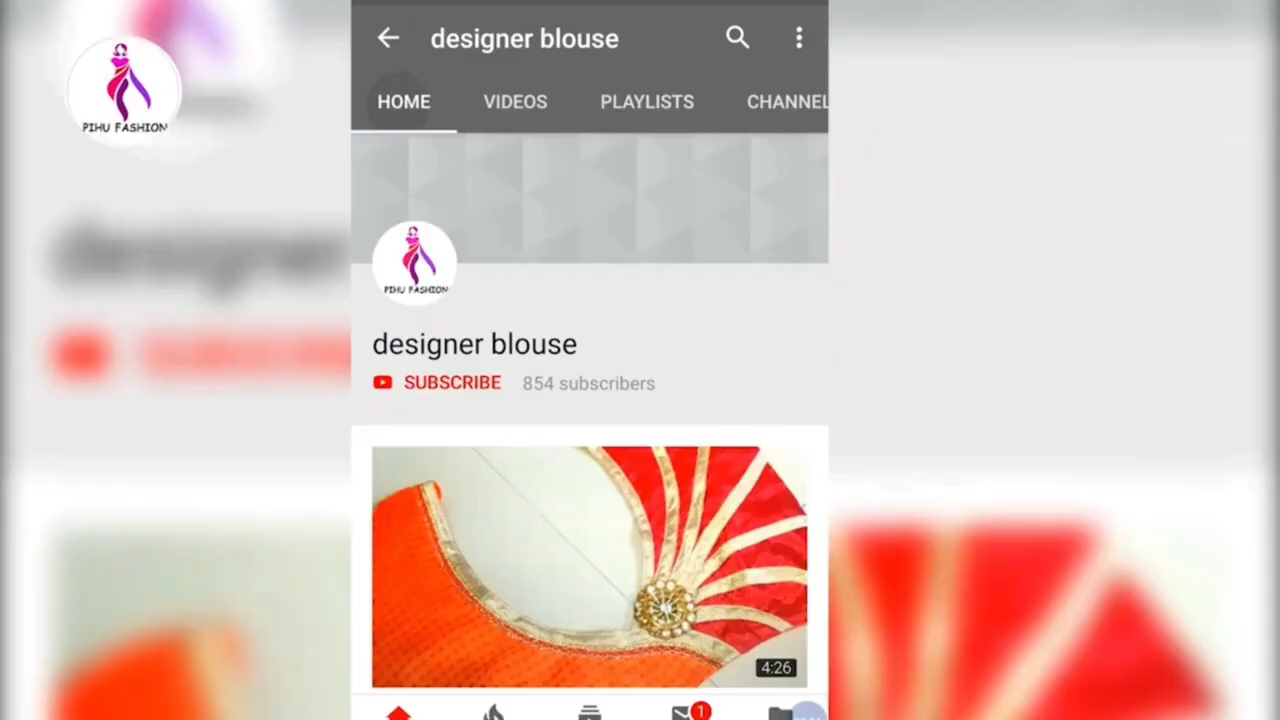 PIHU FASHION
designer blouse
HOME VIDEOS PLAYLISTS CHANNEL
PIHU FASHION
designer blouse
SUBSCRIBE 854 subscribers
4:26
1